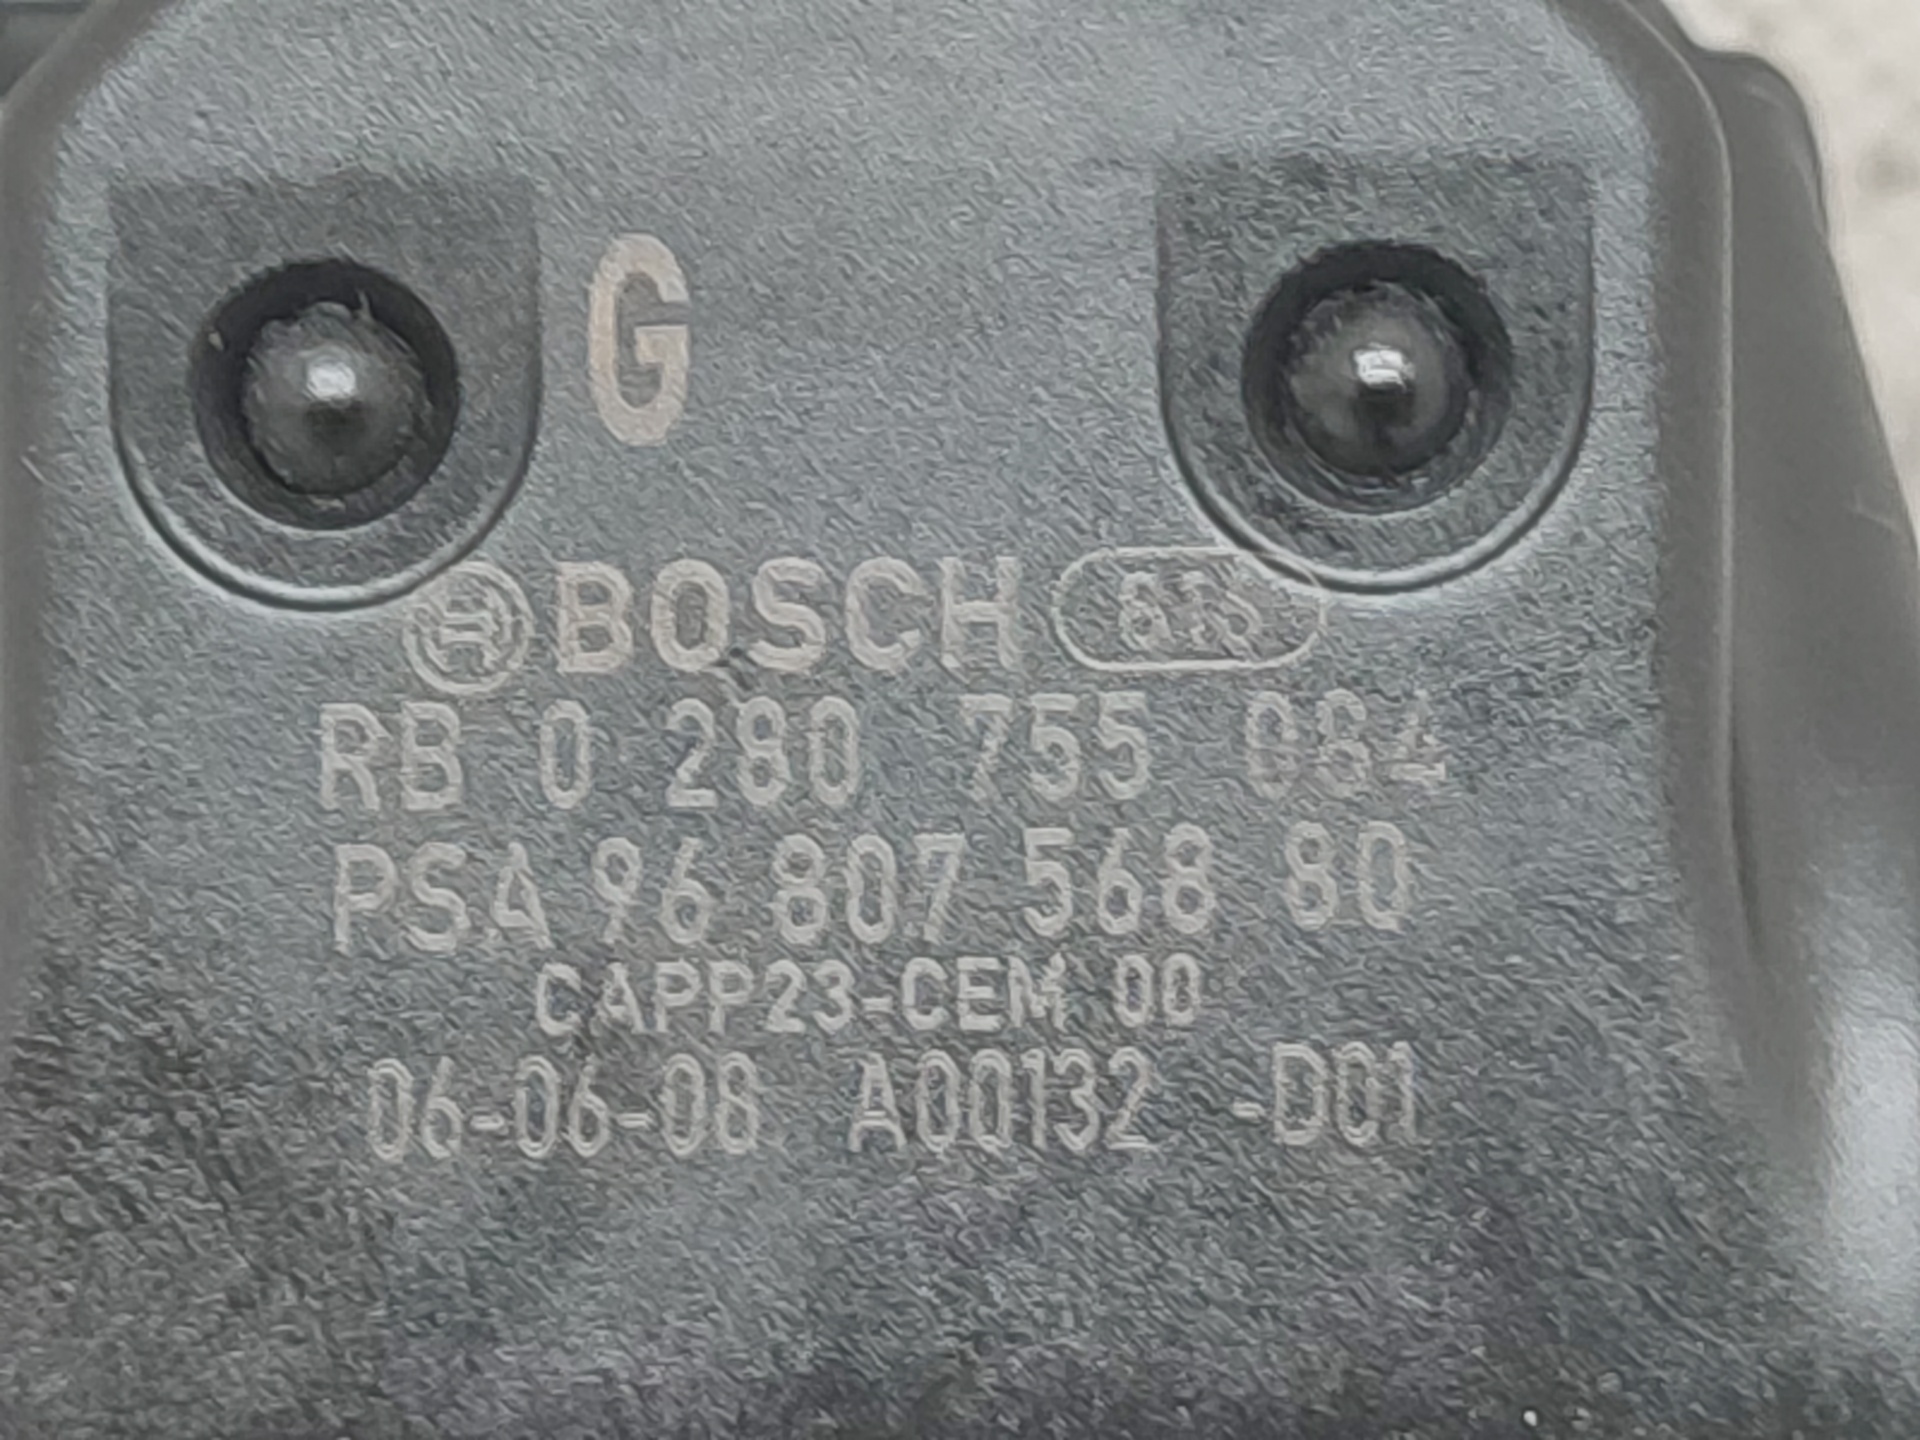 G
BOSCH
RB 0 280 755 084
PSA 96 807 568 80
CAPP23-CEM 00
06-06-08 A00132 -D01